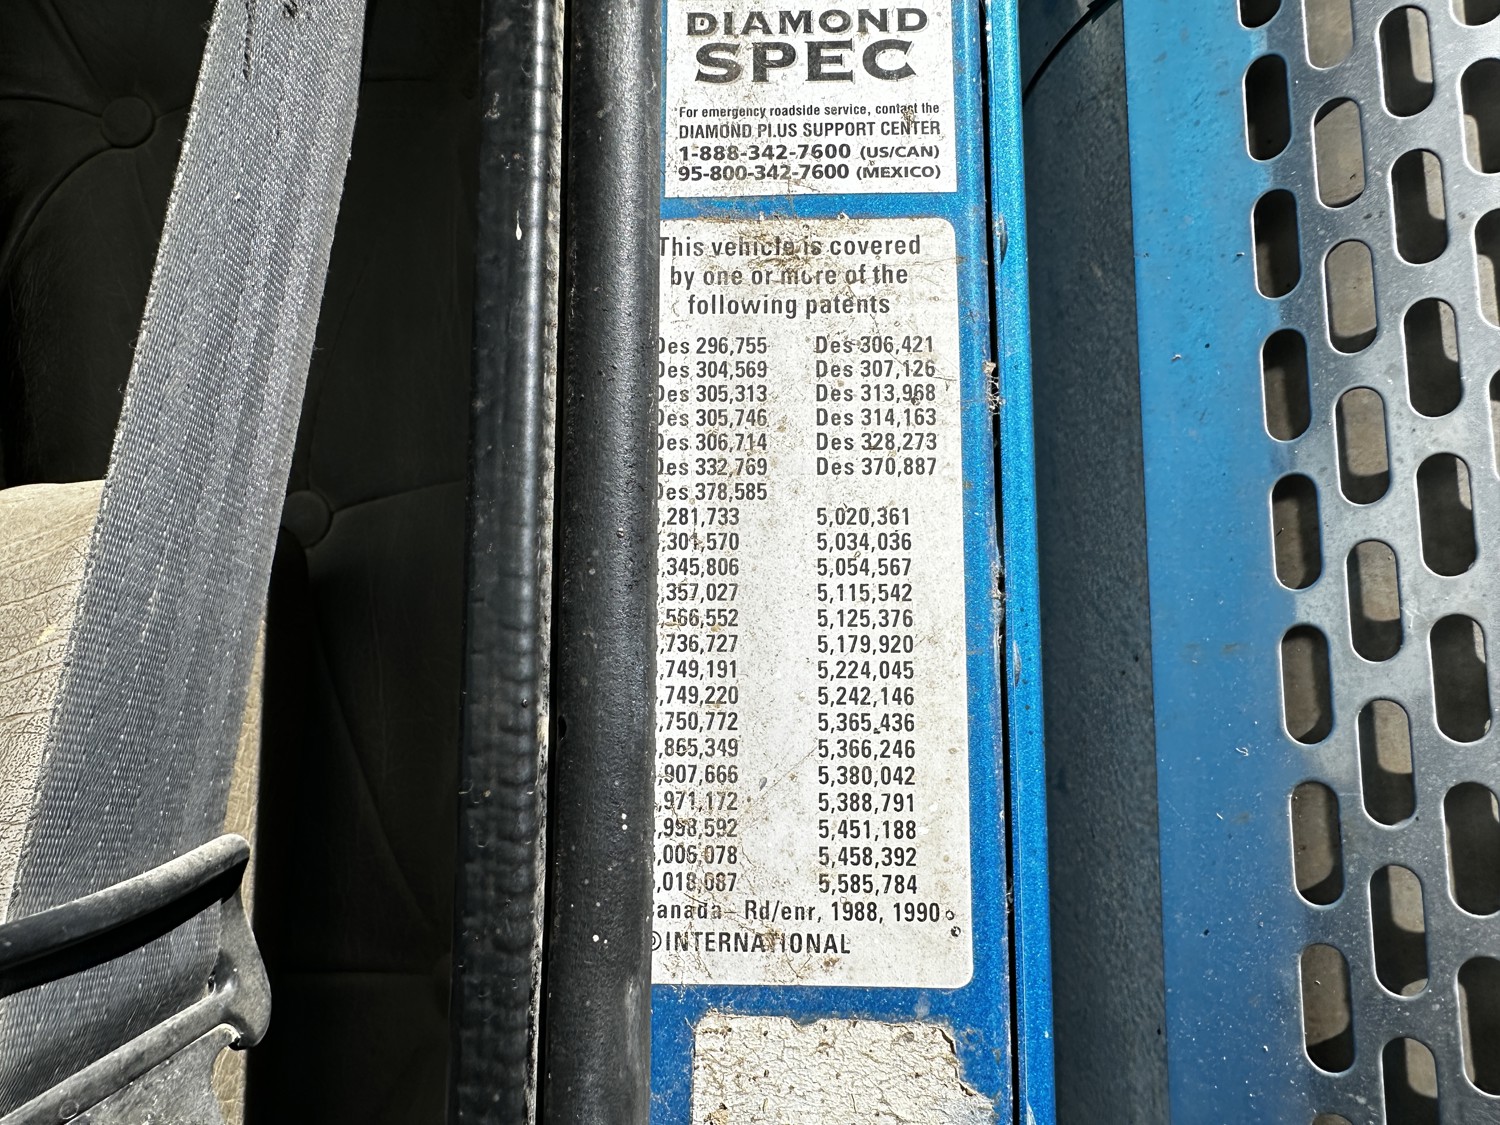 DIAMOND
SPEC
For emergency roadside service, contact the
DIAMOND PLUS SUPPORT CENTER
1-888-342-7600 (US/CAN)
95-800-342-7600 (MEXICO)
This vehicle is covered
by one or more of the
following patents
Des 296,755 Des 306,421
Des 304,569 Des 307,126
Des 305,313 Des 313,968
Des 305,746 Des 314,163
Des 306,714 Des 328,273
Des 332,769 Des 370,887
Des 378,585
,281,733 5,020,361
,301,570 5,034,036
,345,806 5,054,567
,357,027 5,115,542
,566,552 5,125,376
,736,727 5,179,920
,749,191 5,224,045
,749,220 5,242,146
,750,772 5,365,436
,865,349 5,366,246
,907,666 5,380,042
,971,172 5,388,791
,998,592 5,451,188
,006,078 5,458,392
,018,087 5,585,784
Canada - Rd/enr, 1988, 1990
© INTERNATIONAL